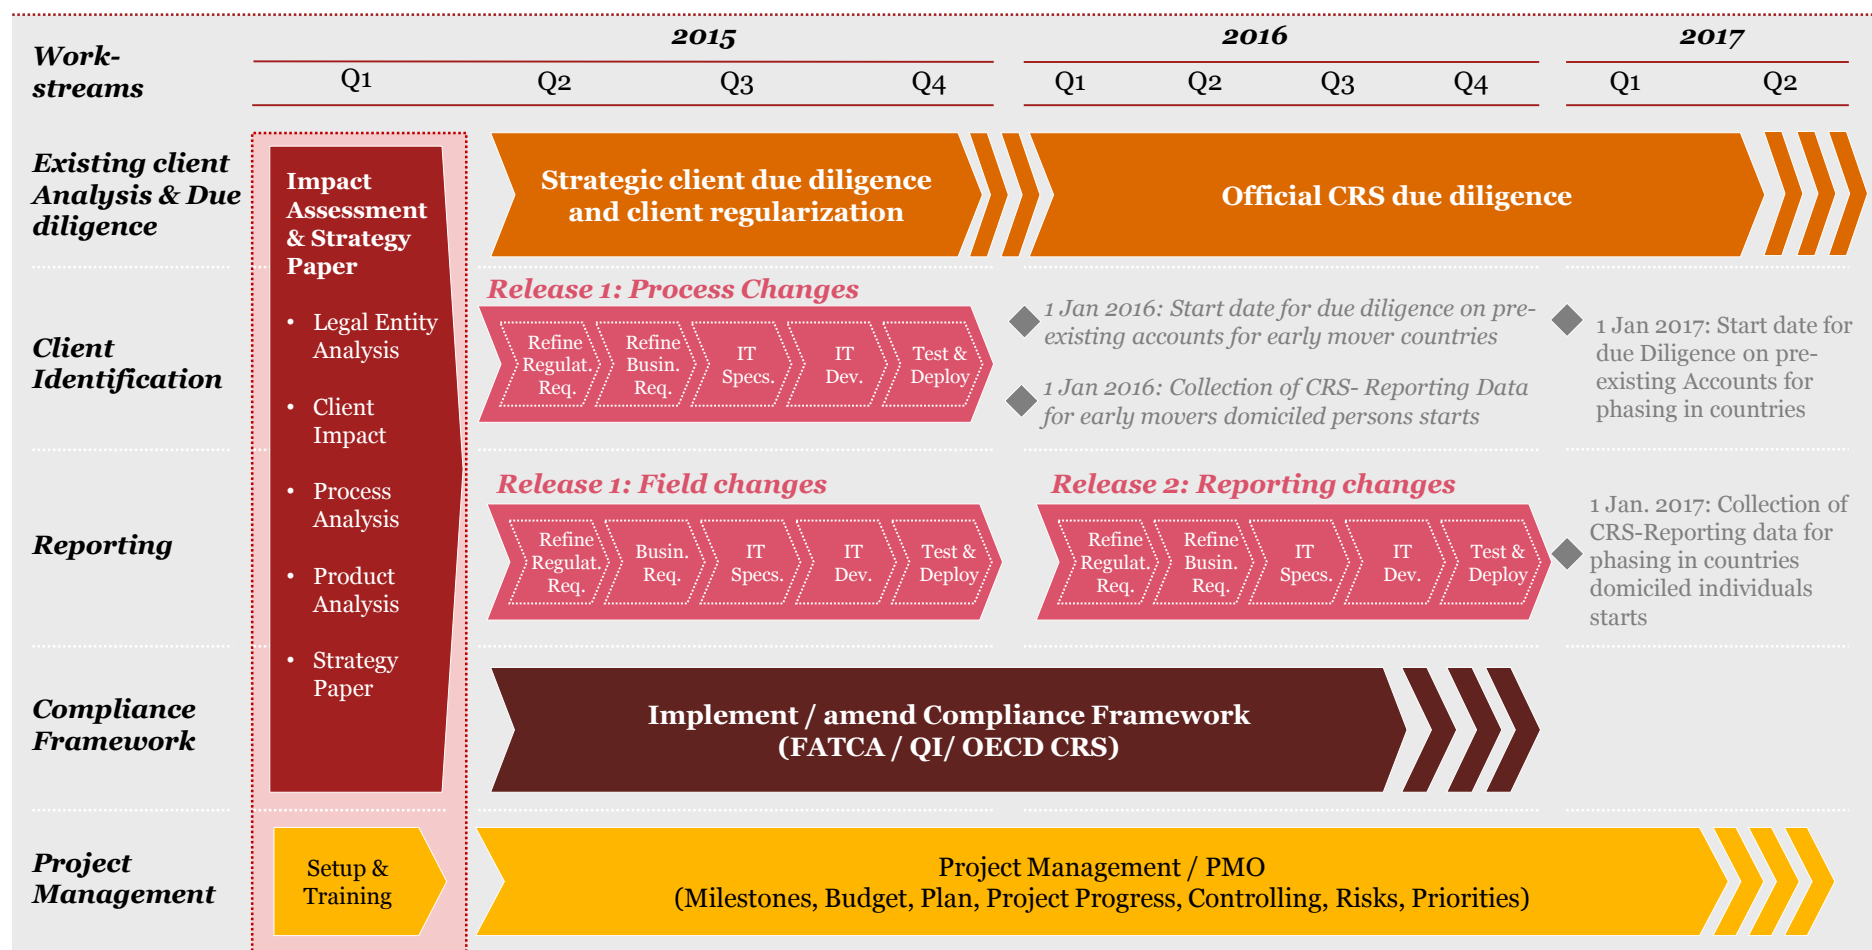 Work-
streams
2015
2016
2017
Q1
Q2
Q3
Q4
Q1
Q2
Q3
Q4
Q1
Q2
Existing client
Analysis & Due
diligence
Impact
Assessment
& Strategy
Paper
• Legal Entity
Analysis
• Client
Impact
• Process
Analysis
• Product
Analysis
• Strategy
Paper
Strategic client due diligence
and client regularization
Official CRS due diligence
Client
Identification
Release 1: Process Changes
Refine
Regulat.
Req.
Refine
Busin.
Req.
IT
Specs.
IT
Dev.
Test &
Deploy
1 Jan 2016: Start date for due diligence on pre-
existing accounts for early mover countries
1 Jan 2016: Collection of CRS- Reporting Data
for early movers domiciled persons starts
1 Jan 2017: Start date for
due Diligence on pre-
existing Accounts for
phasing in countries
Reporting
Release 1: Field changes
Refine
Regulat.
Req.
Busin.
Req.
IT
Specs.
IT
Dev.
Test &
Deploy
Release 2: Reporting changes
Refine
Regulat.
Req.
Refine
Busin.
Req.
IT
Specs.
IT
Dev.
Test &
Deploy
1 Jan. 2017: Collection of
CRS-Reporting data for
phasing in countries
domiciled individuals
starts
Compliance
Framework
Implement / amend Compliance Framework
(FATCA / QI/ OECD CRS)
Project
Management
Setup &
Training
Project Management / PMO
(Milestones, Budget, Plan, Project Progress, Controlling, Risks, Priorities)